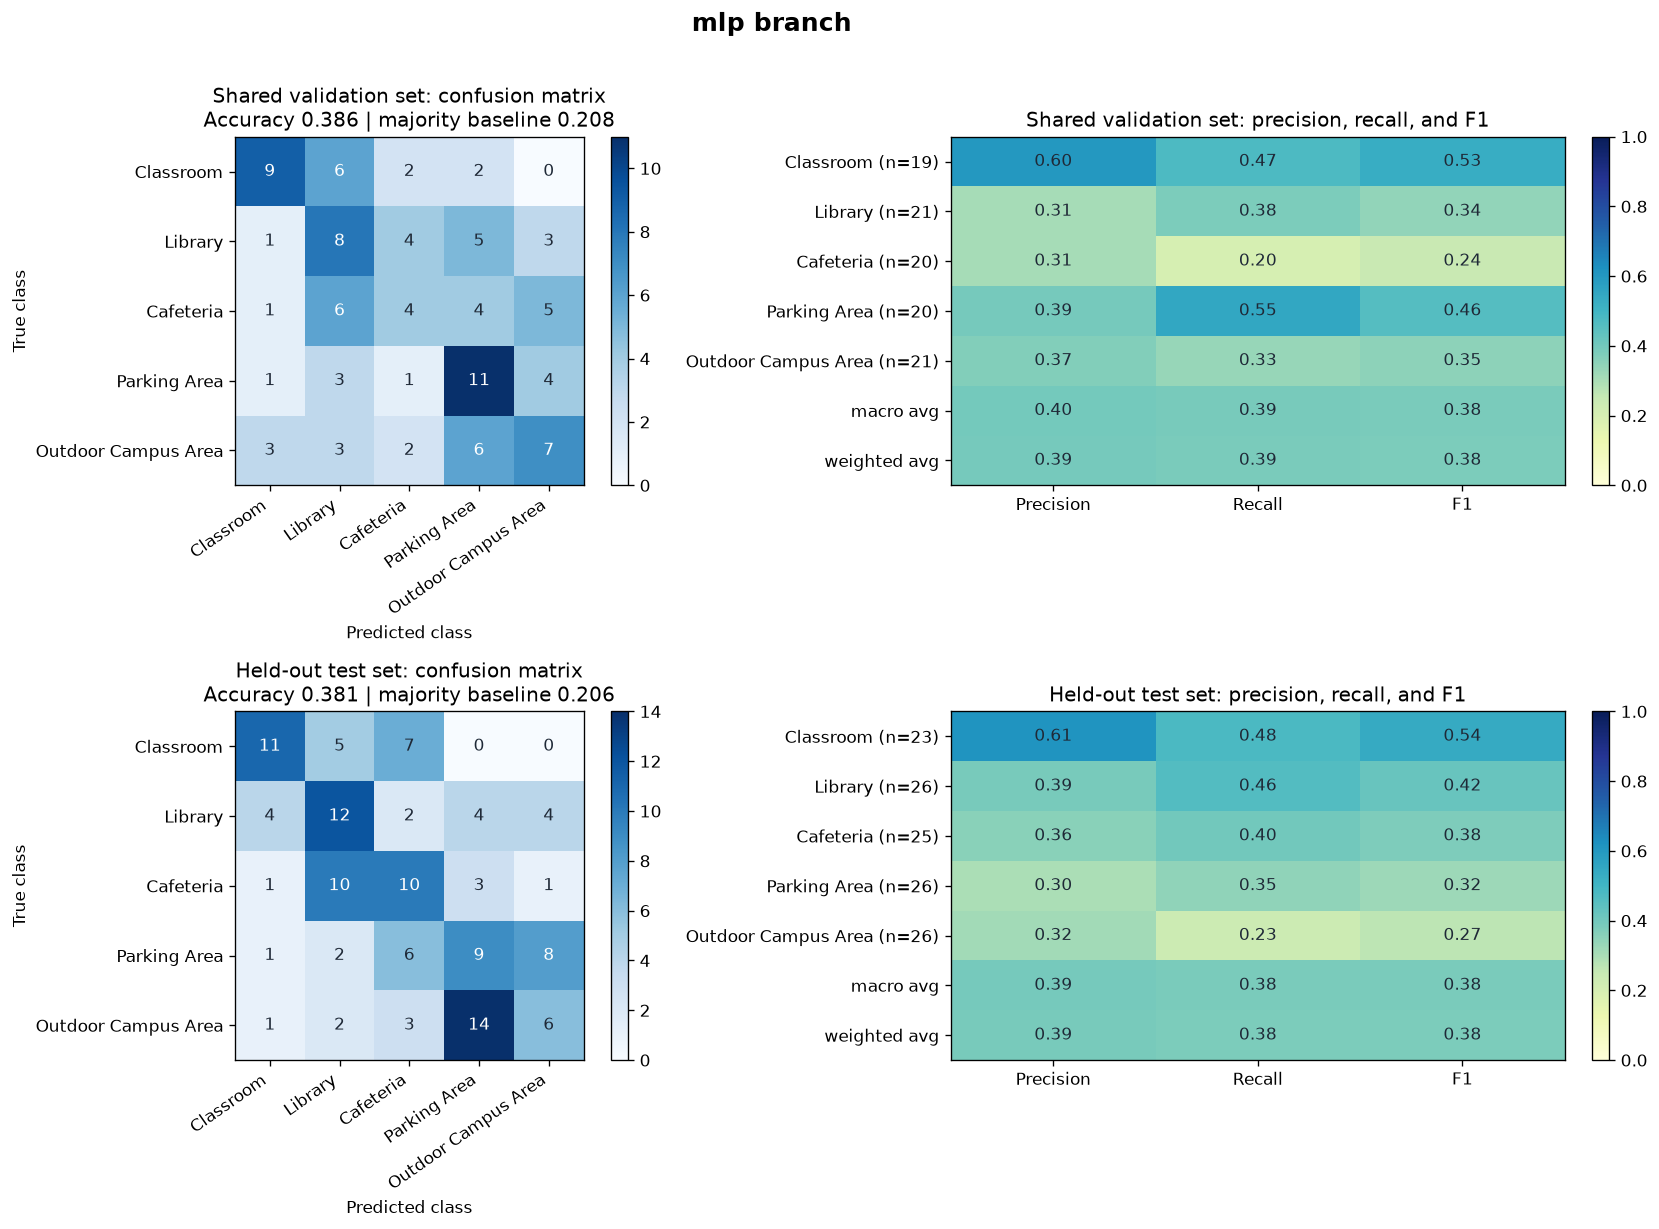 mlp branch
Shared validation set: confusion matrix
Accuracy 0.386 | majority baseline 0.208
True class
Classroom 9 6 2 2 0
Library 1 8 4 5 3
Cafeteria 1 6 4 4 5
Parking Area 1 3 1 11 4
Outdoor Campus Area 3 3 2 6 7
Classroom Library Cafeteria Parking Area Outdoor Campus Area
Predicted class
10
8
6
4
2
0
Shared validation set: precision, recall, and F1
Classroom (n=19) 0.60 0.47 0.53
Library (n=21) 0.31 0.38 0.34
Cafeteria (n=20) 0.31 0.20 0.24
Parking Area (n=20) 0.39 0.55 0.46
Outdoor Campus Area (n=21) 0.37 0.33 0.35
macro avg 0.40 0.39 0.38
weighted avg 0.39 0.39 0.38
Precision Recall F1
1.0
0.8
0.6
0.4
0.2
0.0
Held-out test set: confusion matrix
Accuracy 0.381 | majority baseline 0.206
True class
Classroom 11 5 7 0 0
Library 4 12 2 4 4
Cafeteria 1 10 10 3 1
Parking Area 1 2 6 9 8
Outdoor Campus Area 1 2 3 14 6
Classroom Library Cafeteria Parking Area Outdoor Campus Area
Predicted class
14
12
10
8
6
4
2
0
Held-out test set: precision, recall, and F1
Classroom (n=23) 0.61 0.48 0.54
Library (n=26) 0.39 0.46 0.42
Cafeteria (n=25) 0.36 0.40 0.38
Parking Area (n=26) 0.30 0.35 0.32
Outdoor Campus Area (n=26) 0.32 0.23 0.27
macro avg 0.39 0.38 0.38
weighted avg 0.39 0.38 0.38
Precision Recall F1
1.0
0.8
0.6
0.4
0.2
0.0